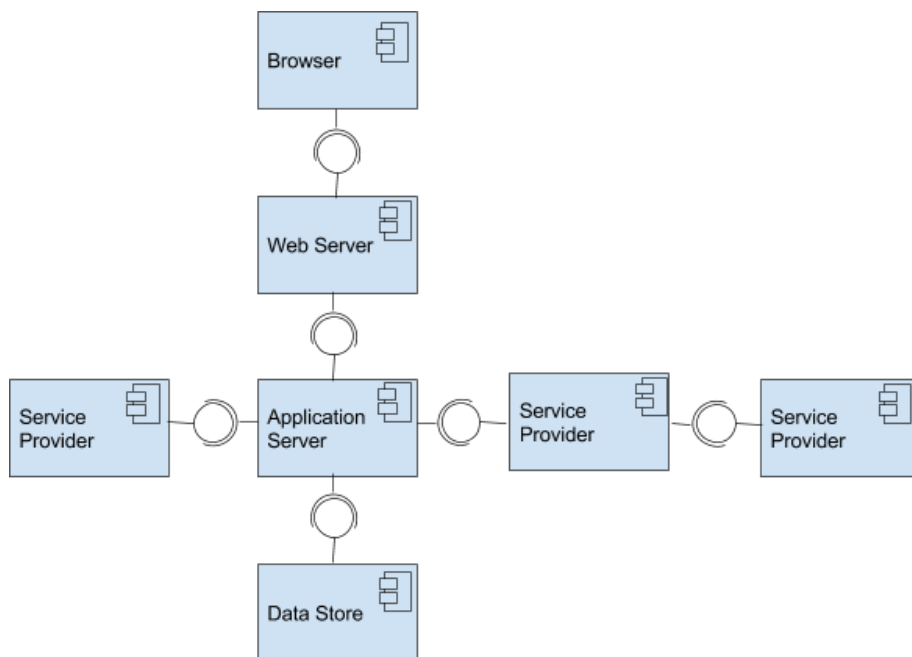 Browser
Web Server
Service
Provider
Application
Server
Service
Provider
Service
Provider
Data Store